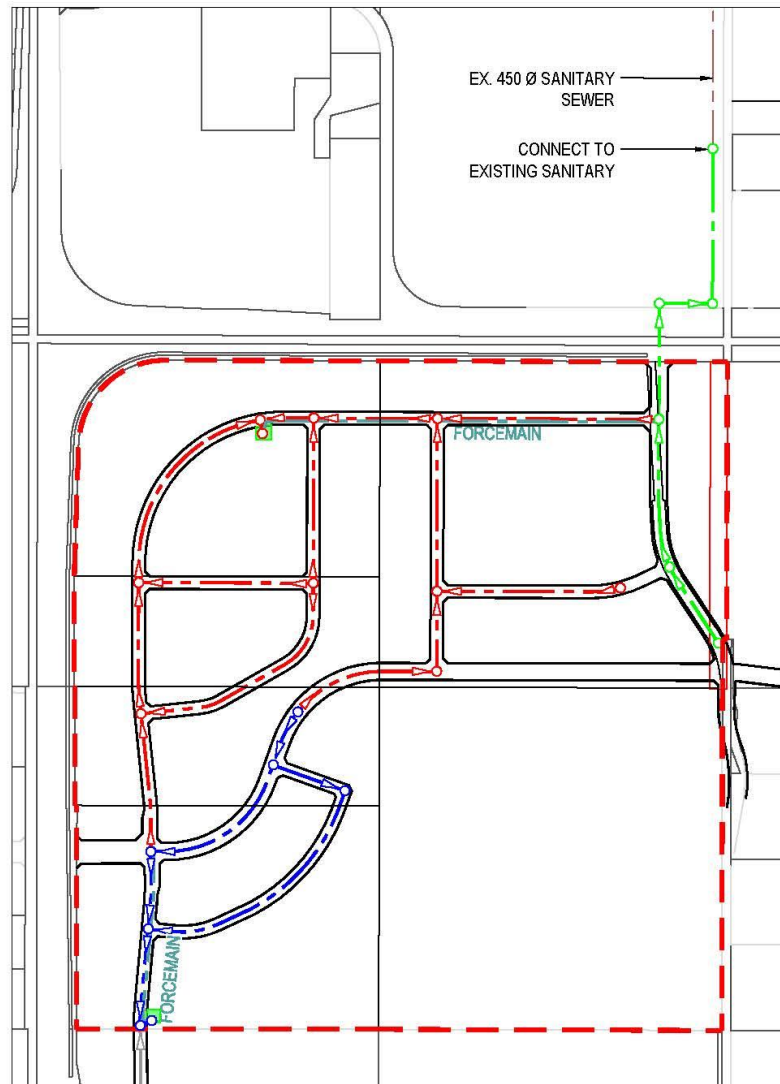 EX. 450 Ø SANITARY
SEWER
CONNECT TO
EXISTING SANITARY
FORCEMAIN
FORCEMAIN